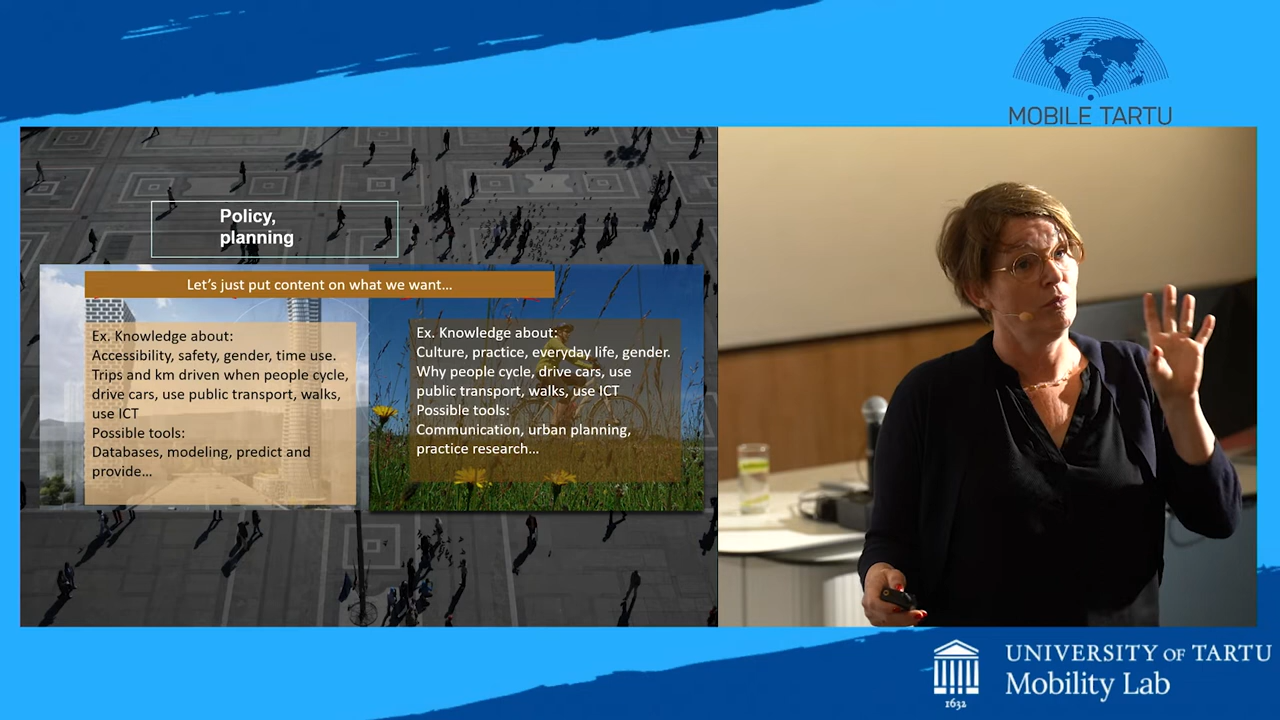 MOBILE TARTU
Policy,
planning
Let's just put content on what we want...
Ex. Knowledge about:
Accessibility, safety, gender, time use.
Trips and km driven when people cycle,
drive cars, use public transport, walks,
use ICT
Possible tools:
Databases, modeling, predict and
provide...
Ex. Knowledge about:
Culture, practice, everyday life, gender.
Why people cycle, drive cars, use
public transport, walks, use ICT
Possible tools:
Communication, urban planning,
practice research...
1632
UNIVERSITY OF TARTU
Mobility Lab